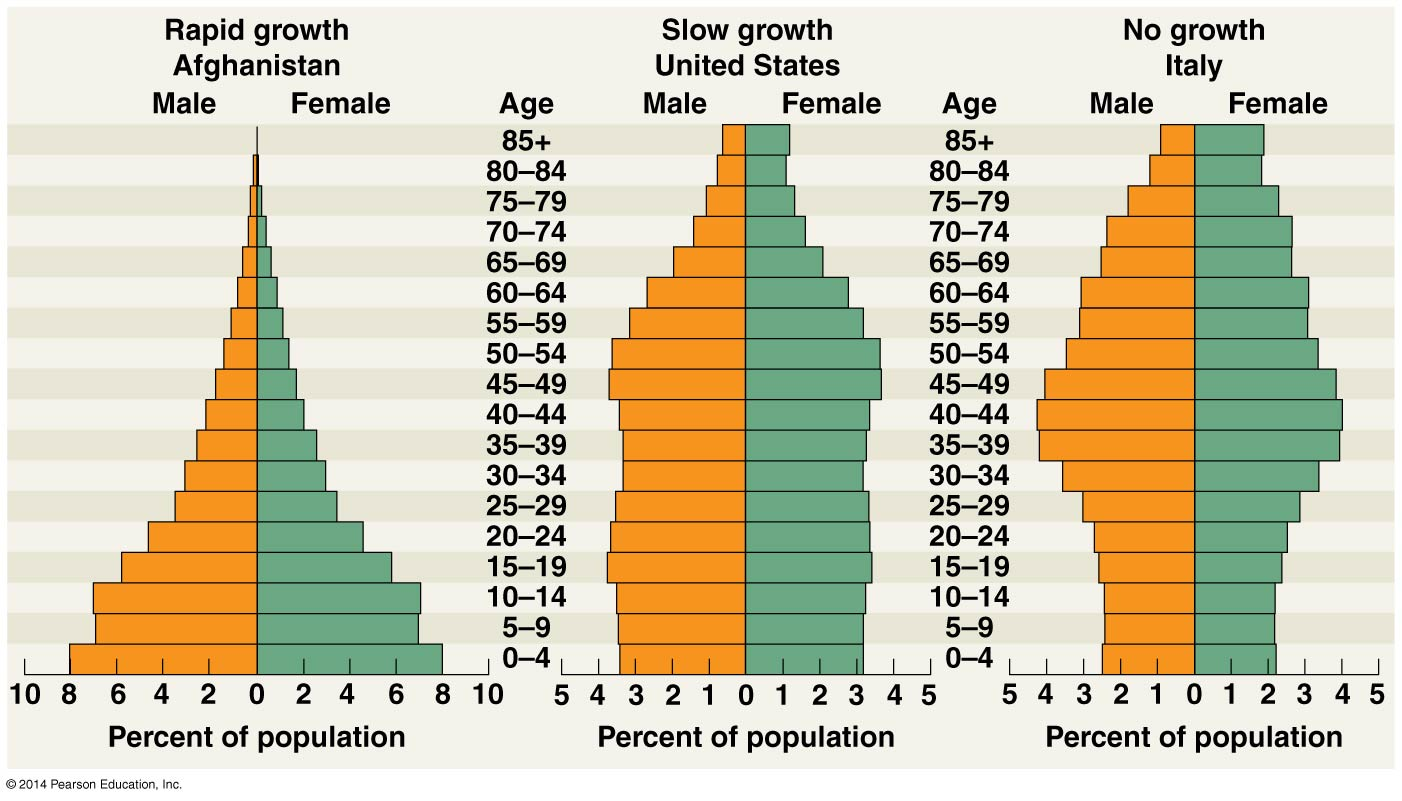 Rapid growth
Afghanistan
Male Female
Slow growth
United States
Male Female
No growth
Italy
Male Female
Age
85+
80–84
75–79
70–74
65–69
60–64
55–59
50–54
45–49
40–44
35–39
30–34
25–29
20–24
15–19
10–14
5–9
0–4
Age
85+
80–84
75–79
70–74
65–69
60–64
55–59
50–54
45–49
40–44
35–39
30–34
25–29
20–24
15–19
10–14
5–9
0–4
10 8 6 4 2 0 2 4 6 8 10
Percent of population
5 4 3 2 1 0 1 2 3 4 5
Percent of population
5 4 3 2 1 0 1 2 3 4 5
Percent of population
© 2014 Pearson Education, Inc.